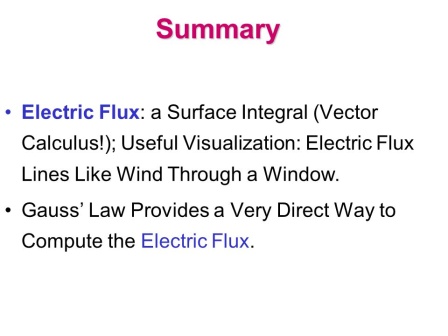 Summary
• Electric Flux: a Surface Integral (Vector
Calculus!); Useful Visualization: Electric Flux
Lines Like Wind Through a Window.
• Gauss’ Law Provides a Very Direct Way to
Compute the Electric Flux.